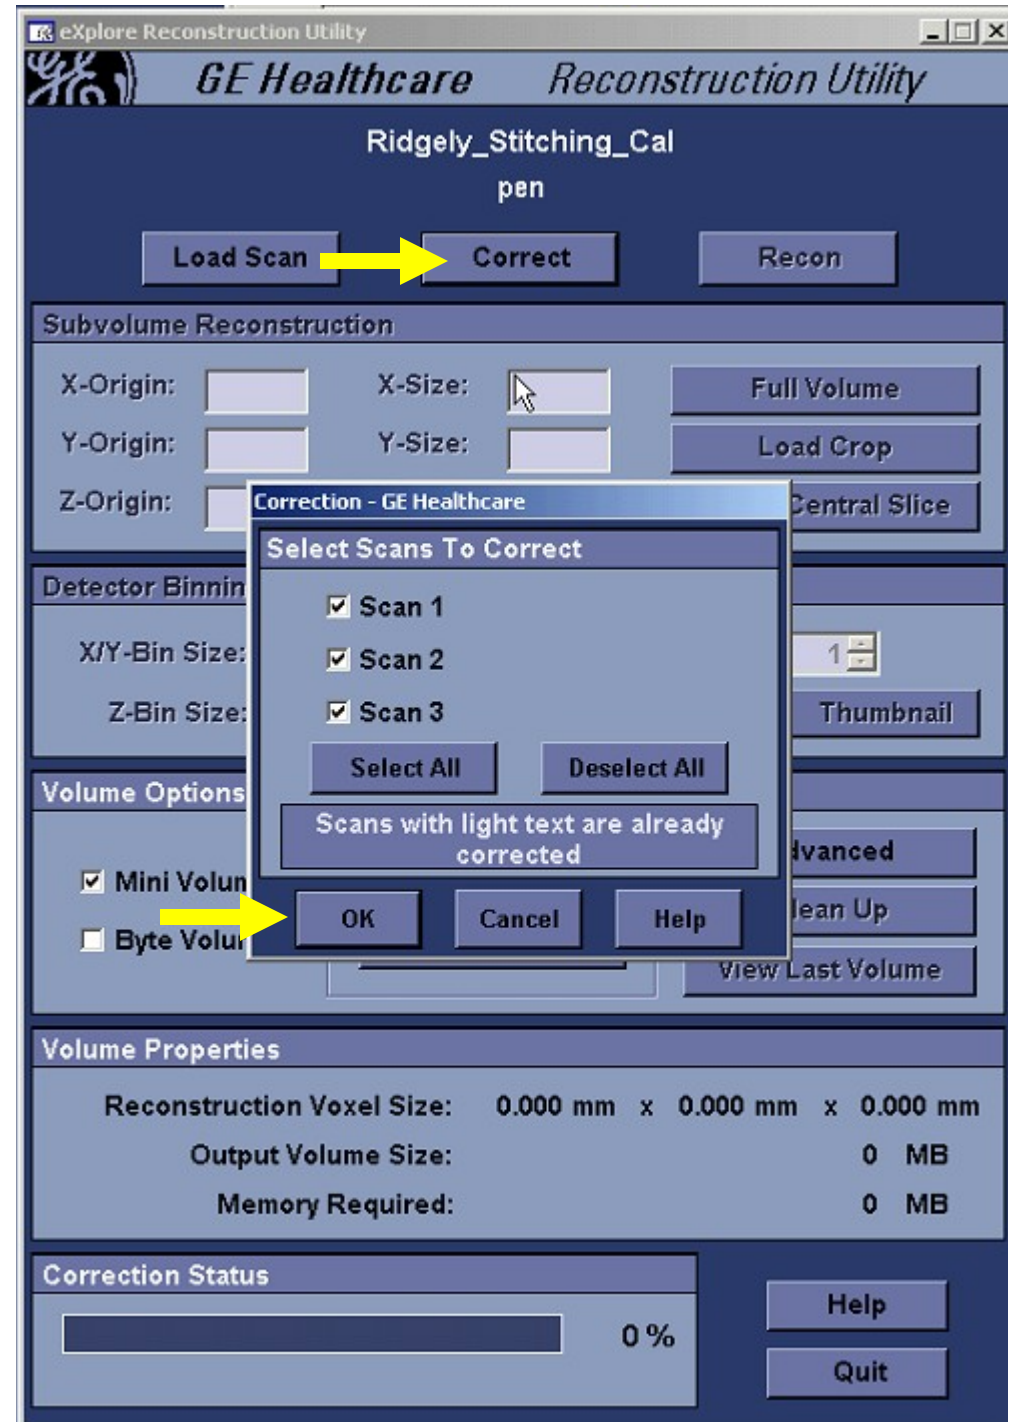 eXplore Reconstruction Utility
GE Healthcare Reconstruction Utility
Ridgely_Stitching_Cal
pen
Load Scan Correct Recon
Subvolume Reconstruction
X-Origin: X-Size: Full Volume
Y-Origin: Y-Size: Load Crop
Z-Origin: Central Slice
Correction - GE Healthcare
Select Scans To Correct
Scan 1
Scan 2
Scan 3
Select All Deselect All
Scans with light text are already
corrected
OK Cancel Help
Detector Binnin
X/Y-Bin Size: 1
Z-Bin Size: Thumbnail
Volume Options
dvanced
Mini Volum
lean Up
Byte Volu
View Last Volume
Volume Properties
Reconstruction Voxel Size: 0.000 mm x 0.000 mm x 0.000 mm
Output Volume Size: 0 MB
Memory Required: 0 MB
Correction Status
0 %
Help
Quit